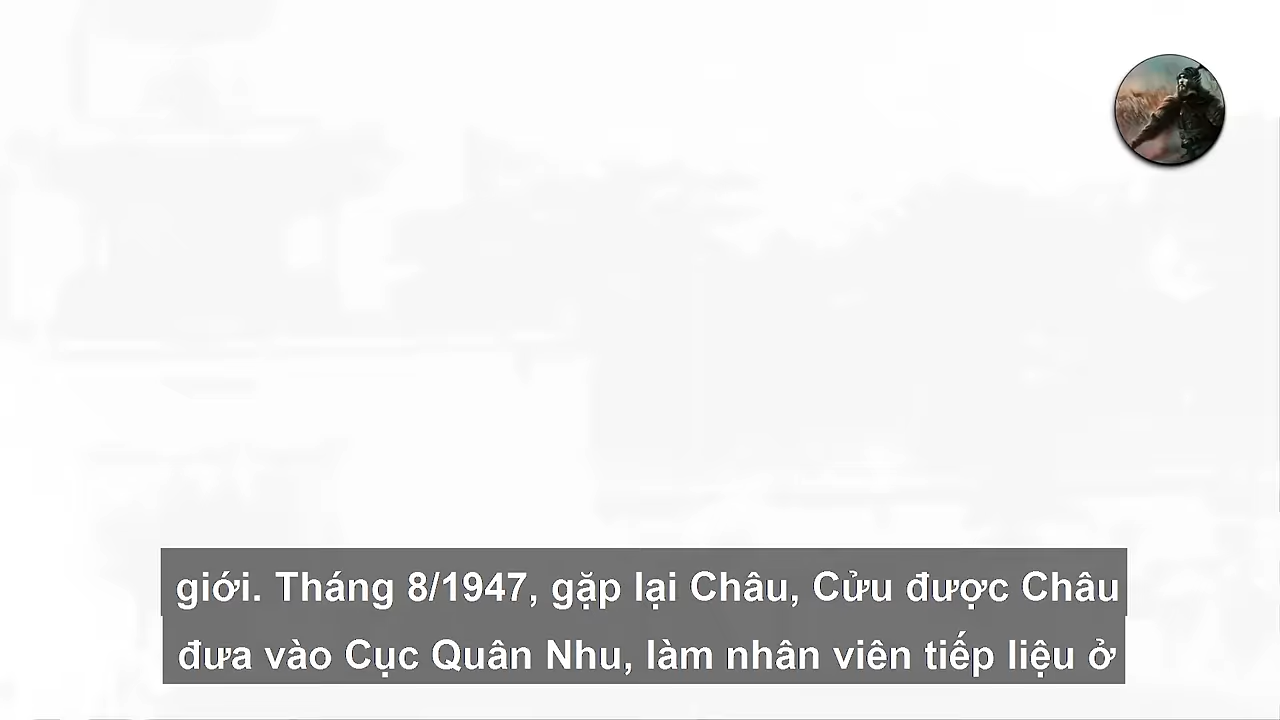 giới. Tháng 8/1947, gặp lại Châu, Cửu được Châu
đưa vào Cục Quân Nhu, làm nhân viên tiếp liệu ở